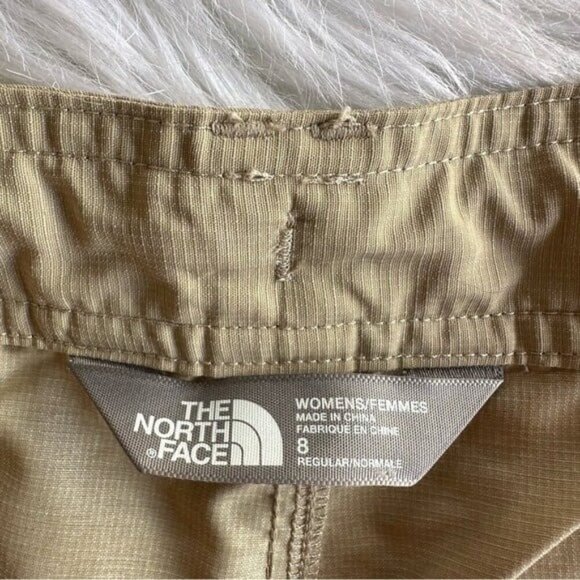 THE
NORTH
®FACE
WOMENS/FEMMES
MADE IN CHINA
FABRIQUE EN CHINE
8
REGULAR/NORMALE